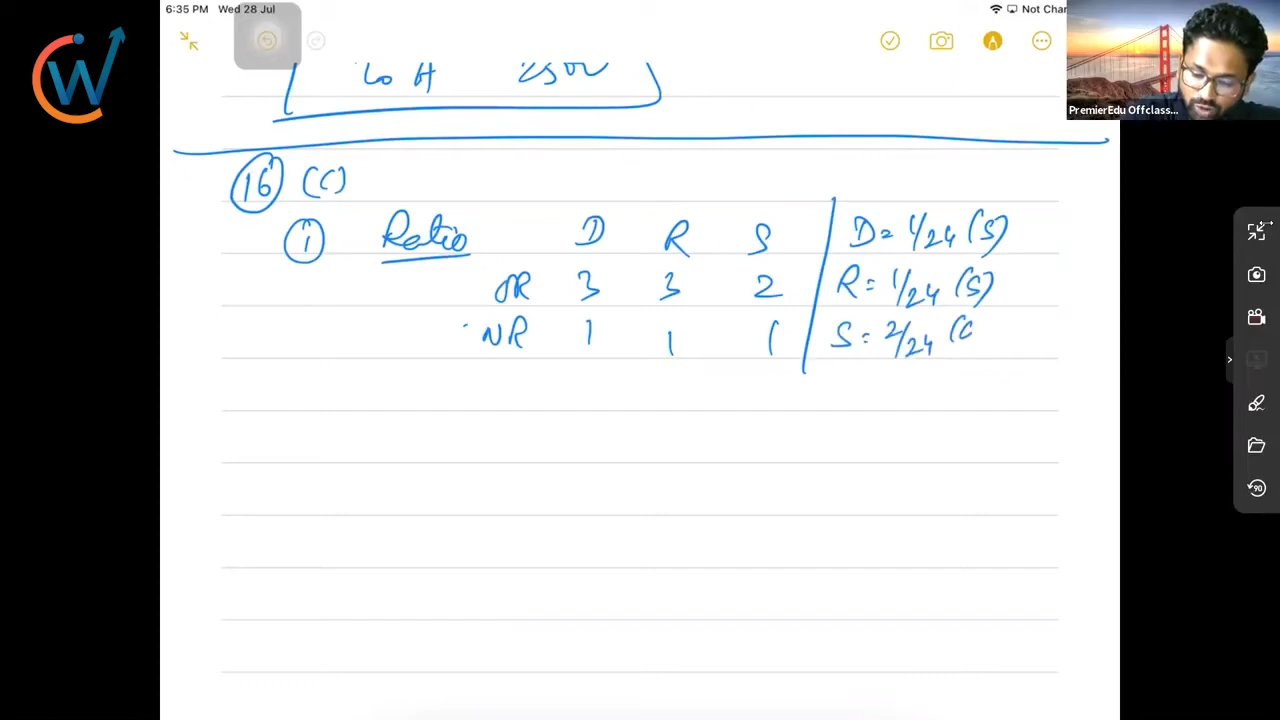 6:35 PM Wed 28 Jul
Not Char
W
PremierEdu Offclass...
16 (C)
1 Ratio D R S
OR 3 3 2
NR 1 1 1
D = 1/24 (S)
R = 1/24 (S)
S = 2/24 (G
90